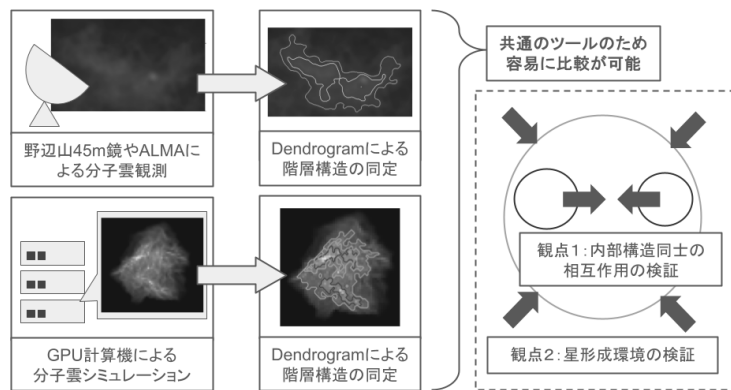 野辺山45m鏡やALMAに
よる分子雲観測
Dendrogramによる
階層構造の同定
共通のツールのため
容易に比較が可能
GPU計算機による
分子雲シミュレーション
Dendrogramによる
階層構造の同定
観点1:内部構造同士の
相互作用の検証
観点2:星形成環境の検証